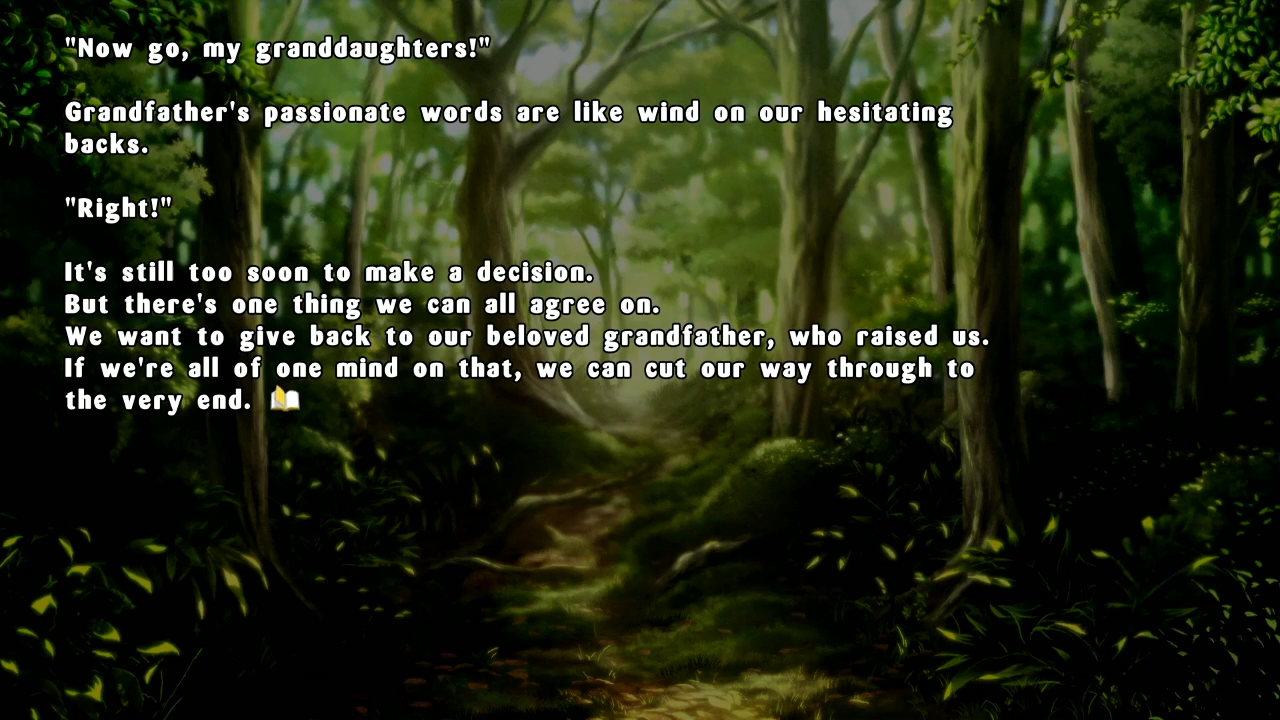 "Now go, my granddaughters!"
Grandfather's passionate words are like wind on our hesitating
backs.
"Right!"
It's still too soon to make a decision.
But there's one thing we can all agree on.
We want to give back to our beloved grandfather, who raised us.
If we're all of one mind on that, we can cut our way through to
the very end.